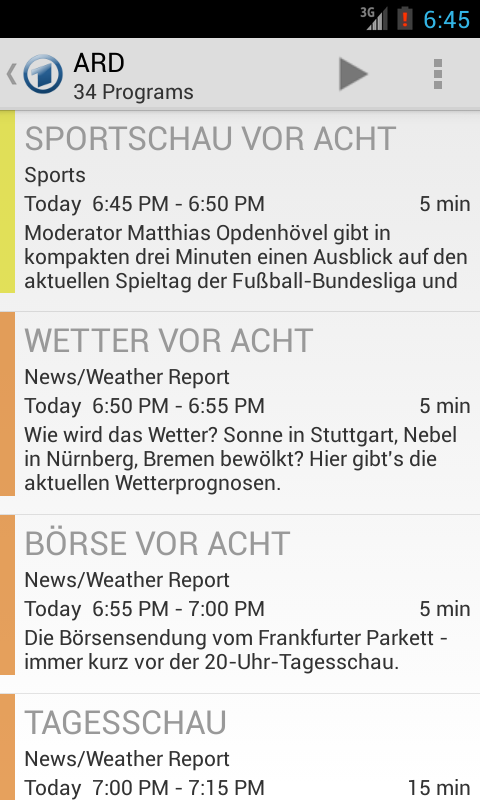 3G 6:45
ARD
34 Programs
SPORTSCHAU VOR ACHT
Sports
Today 6:45 PM - 6:50 PM 5 min
Moderator Matthias Opdenhövel gibt in
kompakten drei Minuten einen Ausblick auf den
aktuellen Spieltag der Fußball-Bundesliga und
WETTER VOR ACHT
News/Weather Report
Today 6:50 PM - 6:55 PM 5 min
Wie wird das Wetter? Sonne in Stuttgart, Nebel
in Nürnberg, Bremen bewölkt? Hier gibt's die
aktuellen Wetterprognosen.
BÖRSE VOR ACHT
News/Weather Report
Today 6:55 PM - 7:00 PM 5 min
Die Börsensendung vom Frankfurter Parkett -
immer kurz vor der 20-Uhr-Tagesschau.
TAGESSCHAU
News/Weather Report
Today 7:00 PM - 7:15 PM 15 min